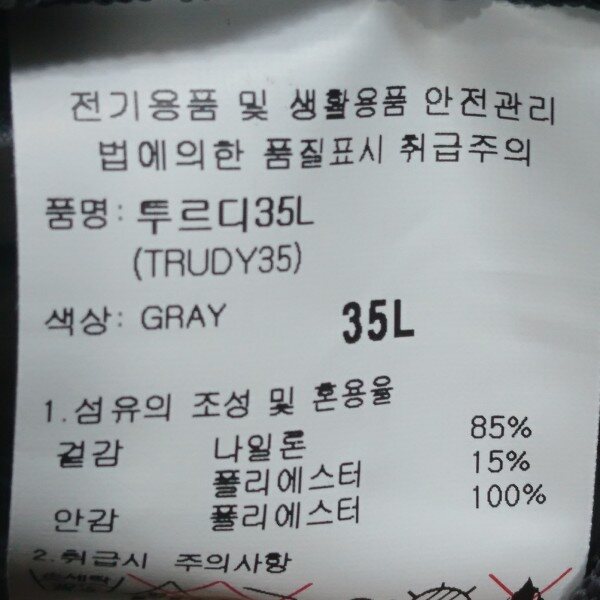 전기용품 및 생활용품 안전관리
법에의한 품질표시 취급주의
품명: 투르디35L
(TRUDY35)
색상: GRAY 35L
1.섬유의 조성 및 혼용율
겉감 나일론 85%
폴리에스터 15%
안감 폴리에스터 100%
2.취급시 주의사항
손세탁